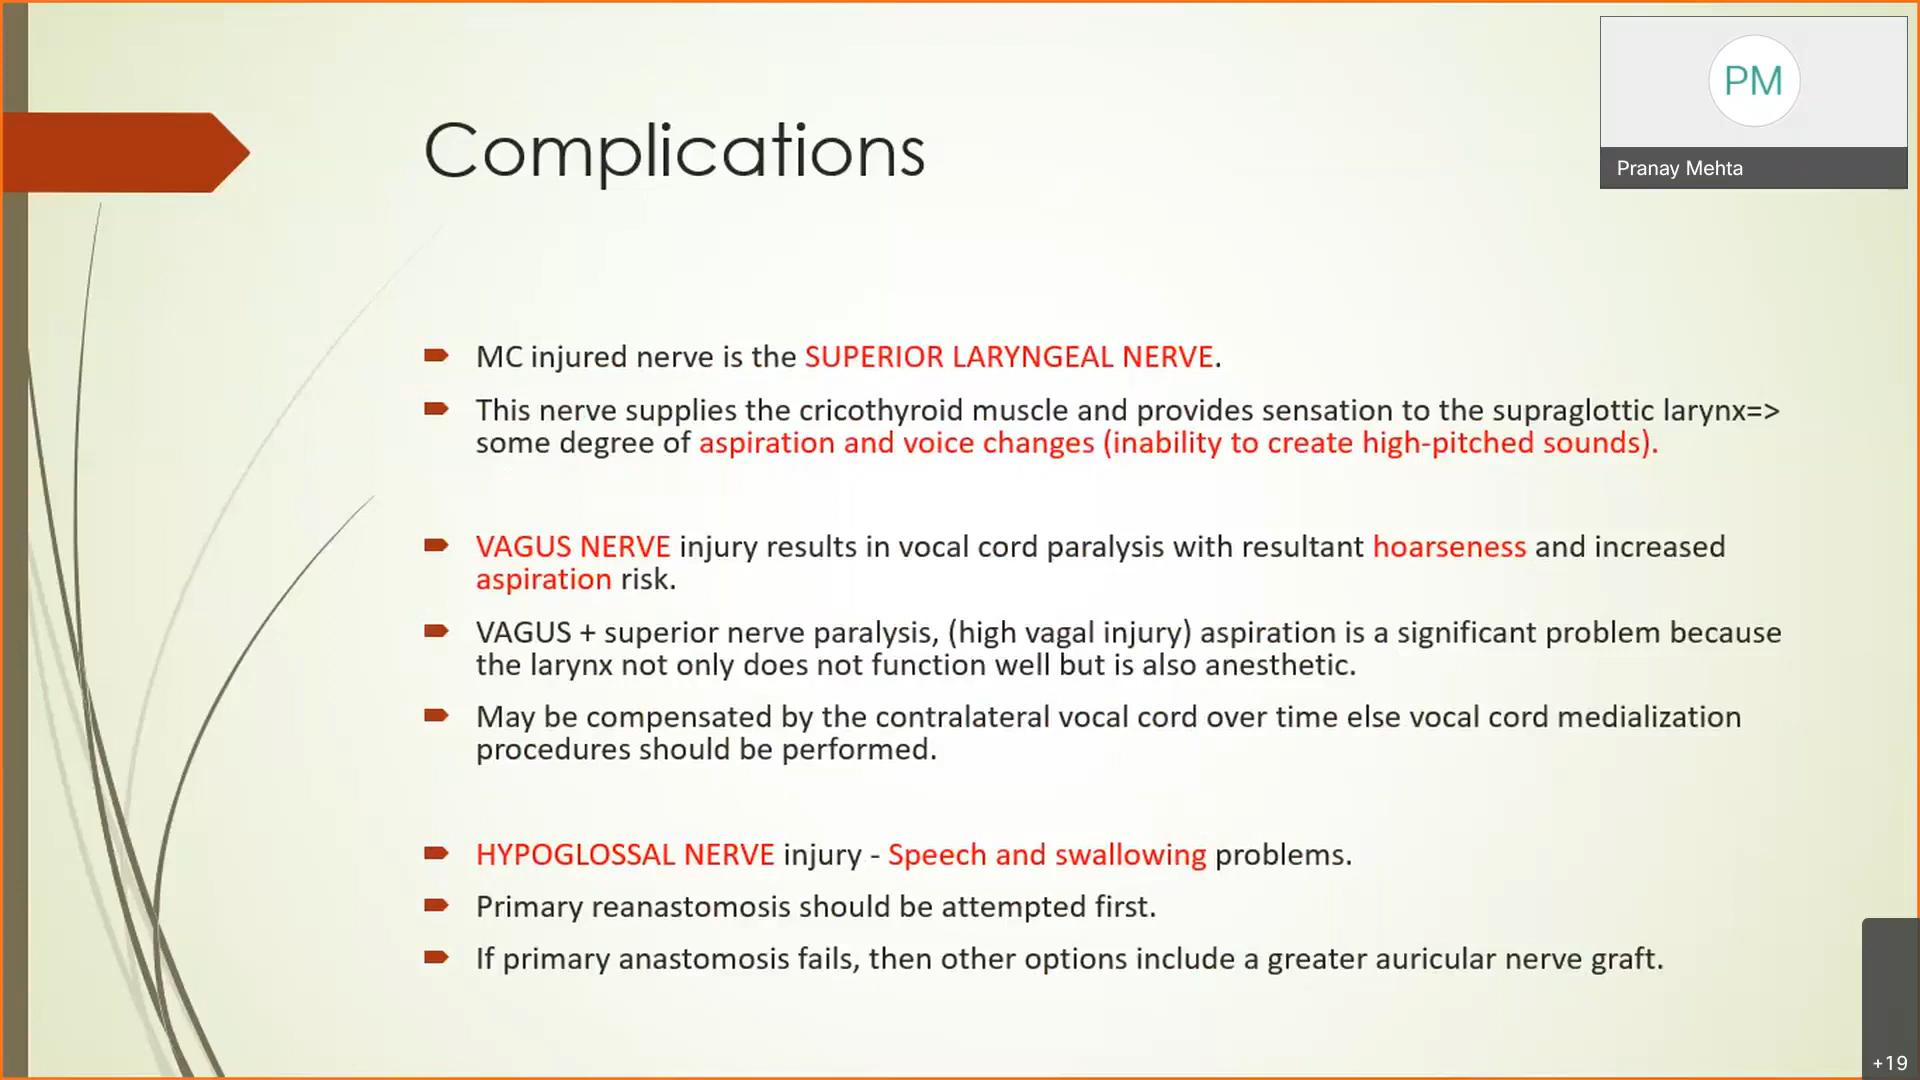 PM
Pranay Mehta
Complications
MC injured nerve is the SUPERIOR LARYNGEAL NERVE.
This nerve supplies the cricothyroid muscle and provides sensation to the supraglottic larynx=>
some degree of aspiration and voice changes (inability to create high-pitched sounds).
VAGUS NERVE injury results in vocal cord paralysis with resultant hoarseness and increased
aspiration risk.
VAGUS + superior nerve paralysis, (high vagal injury) aspiration is a significant problem because
the larynx not only does not function well but is also anesthetic.
May be compensated by the contralateral vocal cord over time else vocal cord medialization
procedures should be performed.
HYPOGLOSSAL NERVE injury - Speech and swallowing problems.
Primary reanastomosis should be attempted first.
If primary anastomosis fails, then other options include a greater auricular nerve graft.
+19